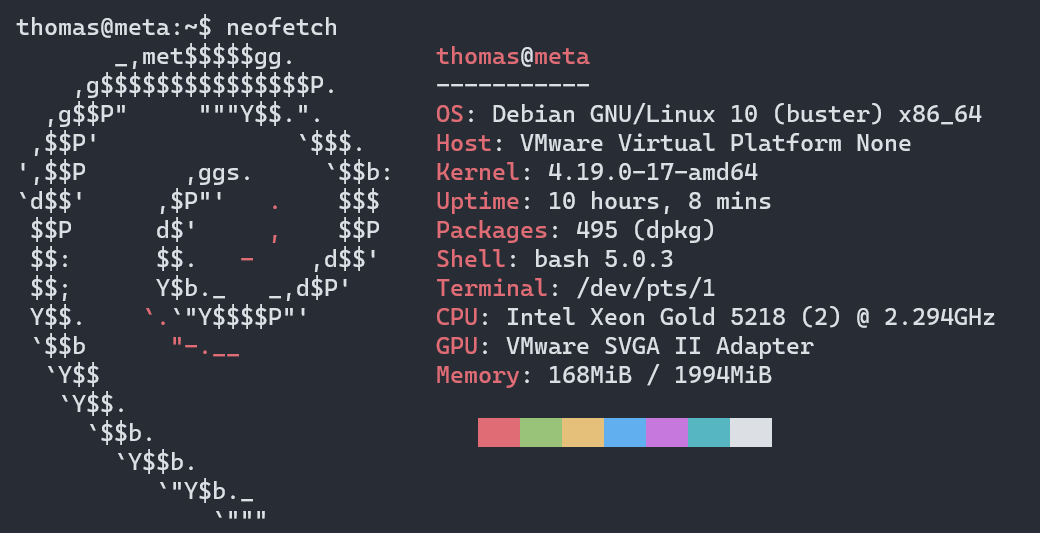 thomas@meta:~$ neofetch
       _,met$$$$$gg.          thomas@meta
    ,g$$$$$$$$$$$$$$$P.       -----------
  ,g$$P"     """Y$$.".        OS: Debian GNU/Linux 10 (buster) x86_64
 ,$$P'              `$$$.     Host: VMware Virtual Platform None
',$$P       ,ggs.     `$$b:   Kernel: 4.19.0-17-amd64
`d$$'     ,$P"'   .    $$$    Uptime: 10 hours, 8 mins
 $$P      d$'     ,    $$P    Packages: 495 (dpkg)
 $$:      $$.   -    ,d$$'    Shell: bash 5.0.3
 $$;      Y$b._   _,d$P'      Terminal: /dev/pts/1
 Y$$.    `.`"Y$$$$P"'         CPU: Intel Xeon Gold 5218 (2) @ 2.294GHz
 `$$b      "-.__              GPU: VMware SVGA II Adapter
  `Y$$                        Memory: 168MiB / 1994MiB
   `Y$$.
     `$$b.
       `Y$$b.
          `"Y$b._
              `"""